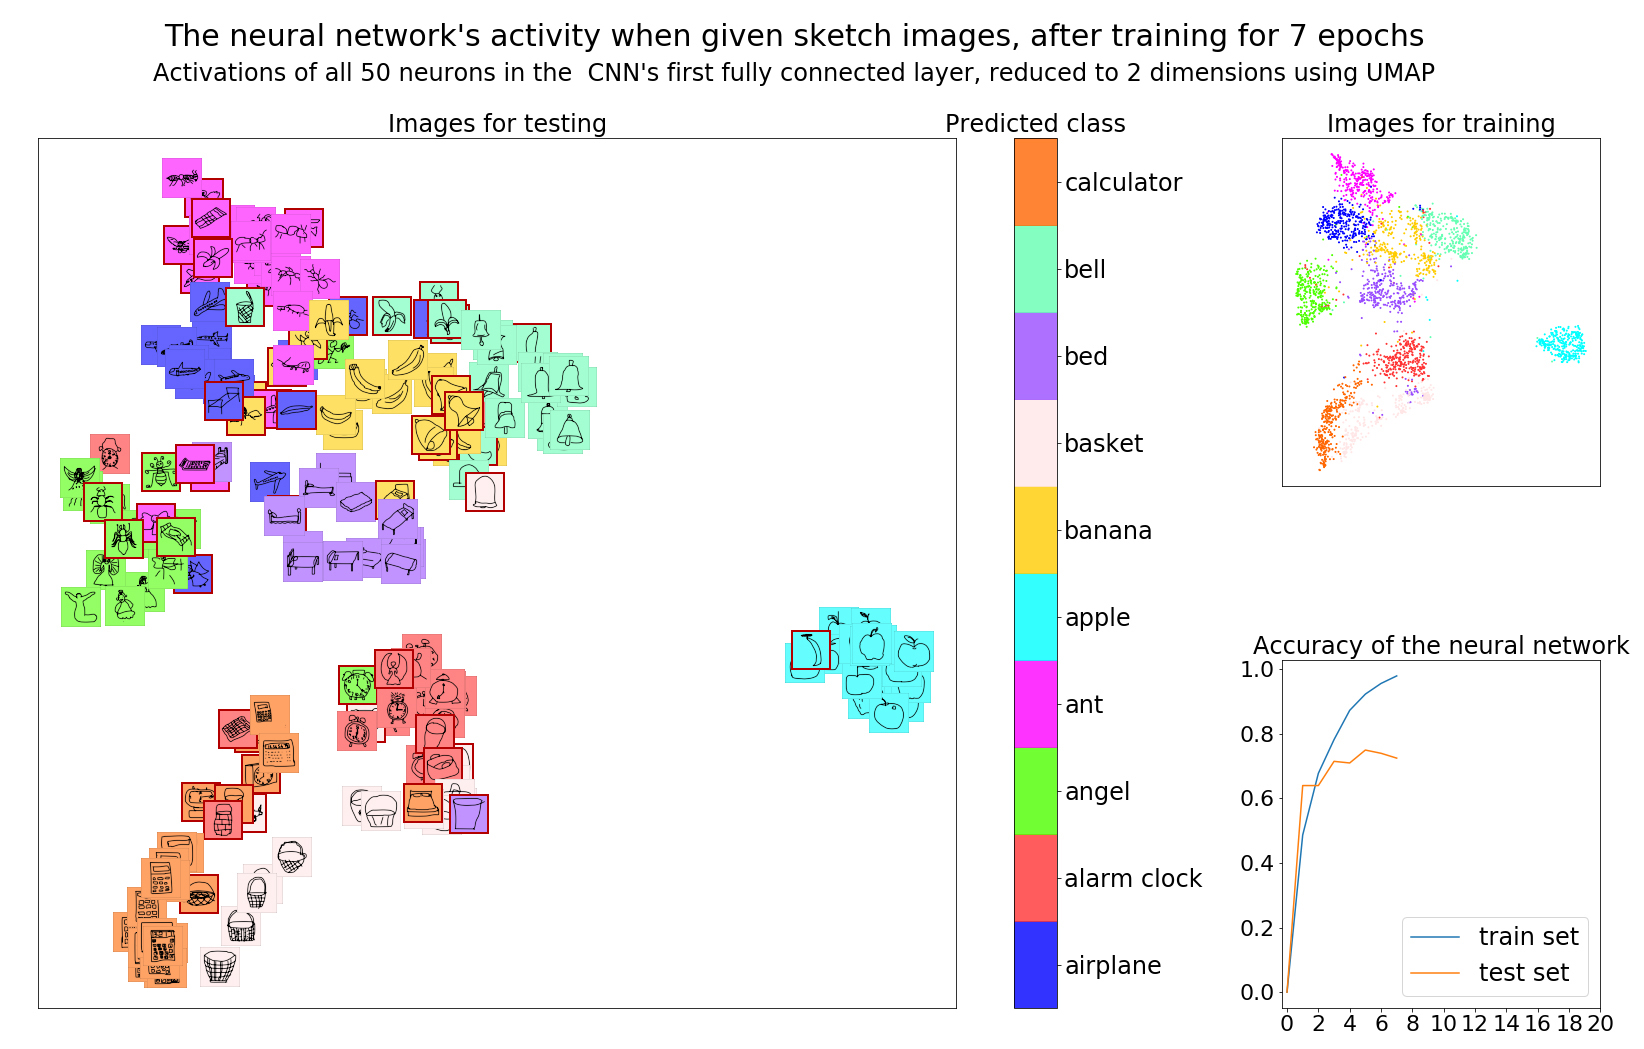 The neural network's activity when given sketch images, after training for 7 epochs
Activations of all 50 neurons in the  CNN's first fully connected layer, reduced to 2 dimensions using UMAP
Images for testing
Predicted class
calculator
bell
bed
basket
banana
apple
ant
angel
alarm clock
airplane
Images for training
Accuracy of the neural network
1.0
0.8
0.6
0.4
0.2
0.0
train set
test set
0 2 4 6 8 10 12 14 16 18 20